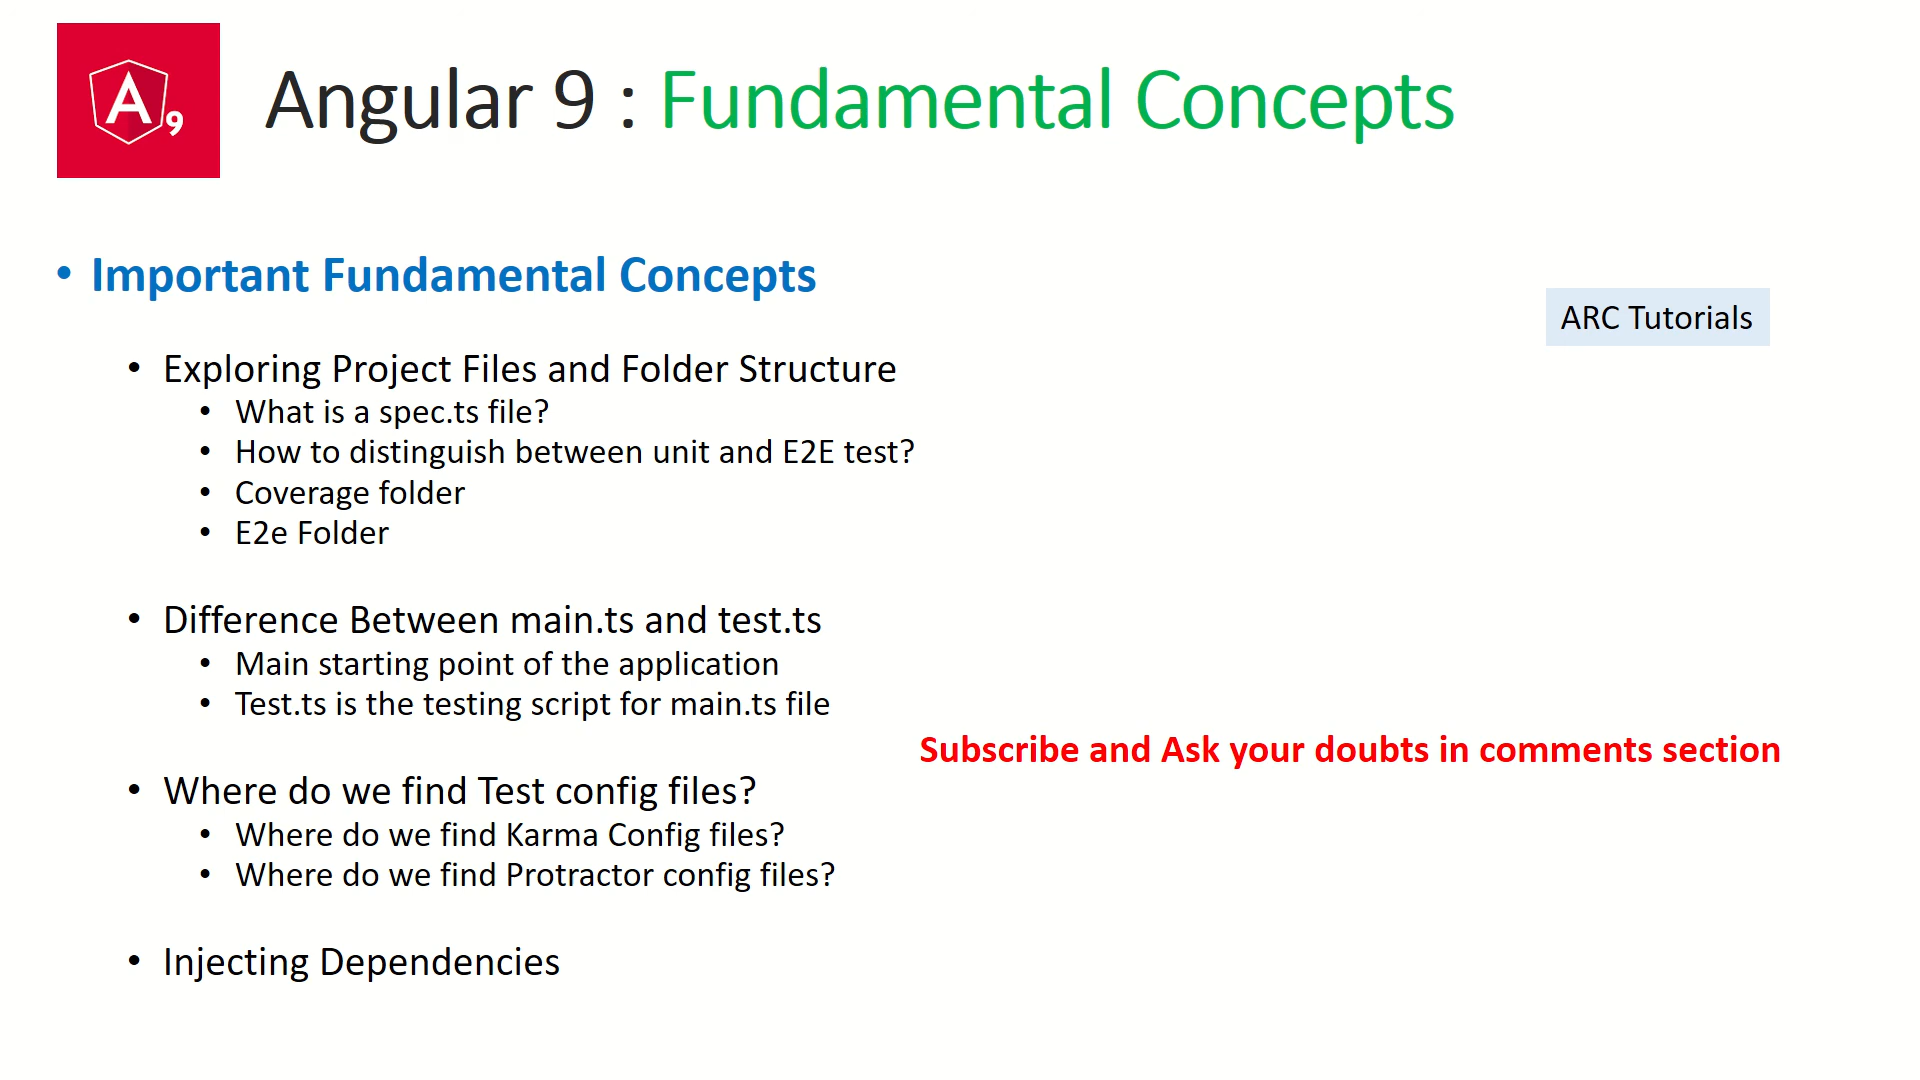 A9
Angular 9 : Fundamental Concepts
• Important Fundamental Concepts
ARC Tutorials
• Exploring Project Files and Folder Structure
• What is a spec.ts file?
• How to distinguish between unit and E2E test?
• Coverage folder
• E2e Folder
• Difference Between main.ts and test.ts
• Main starting point of the application
• Test.ts is the testing script for main.ts file
Subscribe and Ask your doubts in comments section
• Where do we find Test config files?
• Where do we find Karma Config files?
• Where do we find Protractor config files?
• Injecting Dependencies